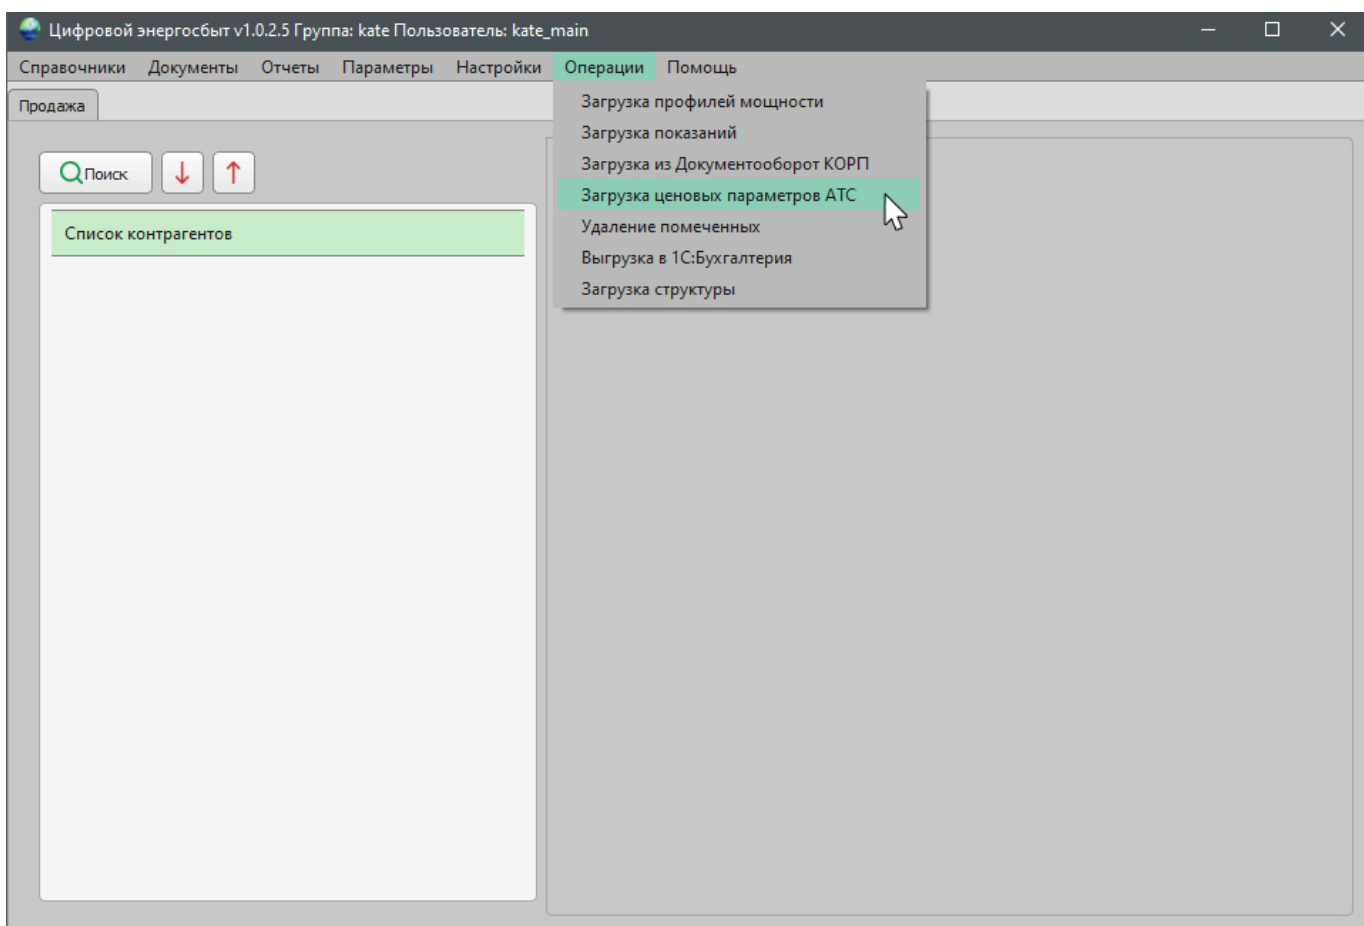 Цифровой энергосбыт v1.0.2.5 Группа: kate Пользователь: kate_main
Справочники Документы Отчеты Параметры Настройки Операции Помощь
Продажа
Загрузка профилей мощности
Загрузка показаний
Загрузка из Документооборот КОРП
Загрузка ценовых параметров АТС
Удаление помеченных
Выгрузка в 1С:Бухгалтерия
Загрузка структуры
Поиск
Список контрагентов